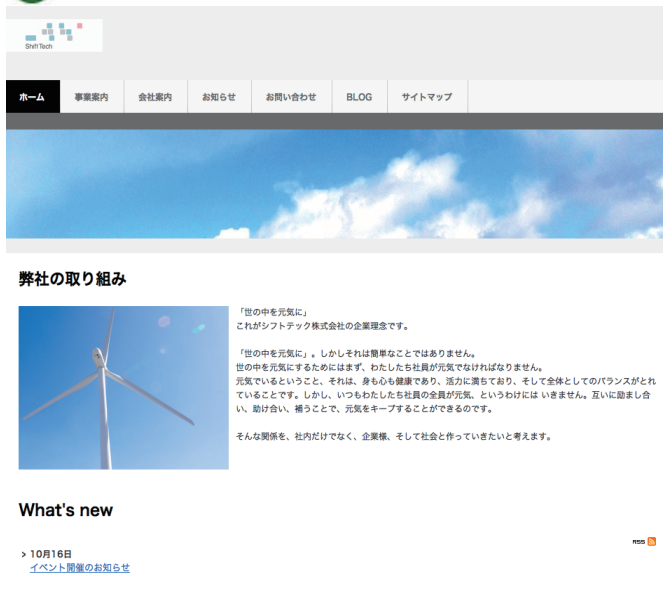 Shift Tech
ホーム 事業案内 会社案内 お知らせ お問い合わせ BLOG サイトマップ
弊社の取り組み
「世の中を元気に」
これがシフトテック株式会社の企業理念です。
「世の中を元気に」。しかしそれは簡単なことではありません。
世の中を元気にするためにはまず、わたしたち社員が元気でなければなりません。
元気でいるということ、それは、身も心も健康であり、活力に満ちており、そして全体としてのバランスがとれ
ていることです。しかし、いつもわたしたち社員の全員が元気、というわけには いきません。互いに励まし合
い、助け合い、補うことで、元気をキープすることができるのです。
そんな関係を、社内だけでなく、企業様、そして社会と作っていきたいと考えます。
What's new
RSS
> 10月16日
イベント開催のお知らせ